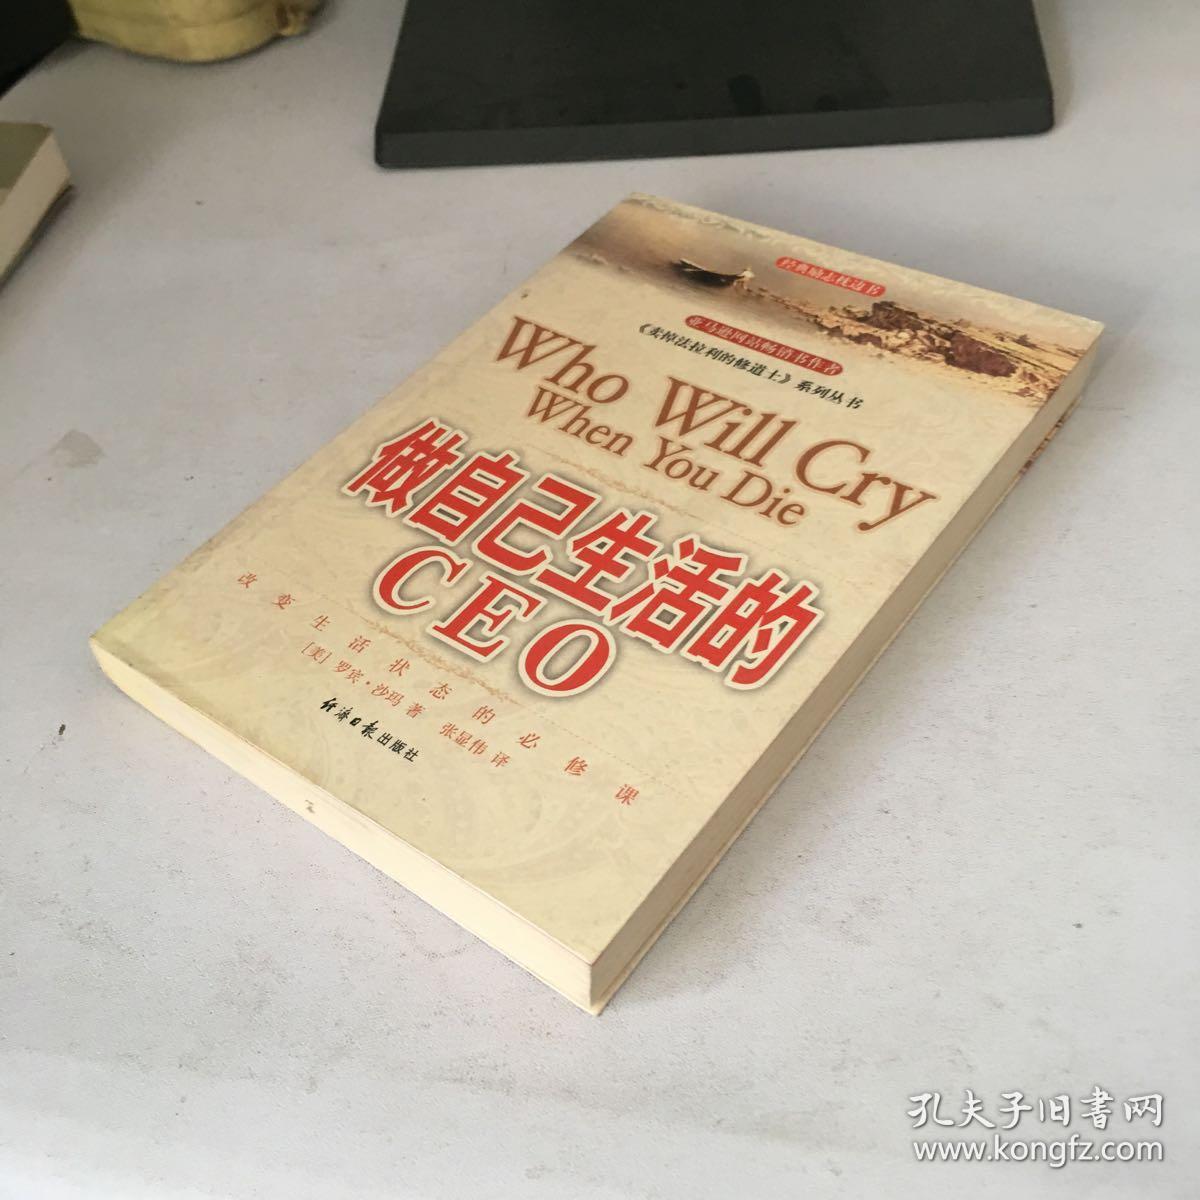 经典励志枕边书
亚马逊网站畅销书作者
《卖掉法拉利的修道士》系列丛书
Who Will Cry
When You Die
做自己生活的
CEO
改变生活状态的必修课
[美] 罗宾·沙玛 著 张显伟 译
经济日报出版社
孔夫子旧書网
www.kongfz.com